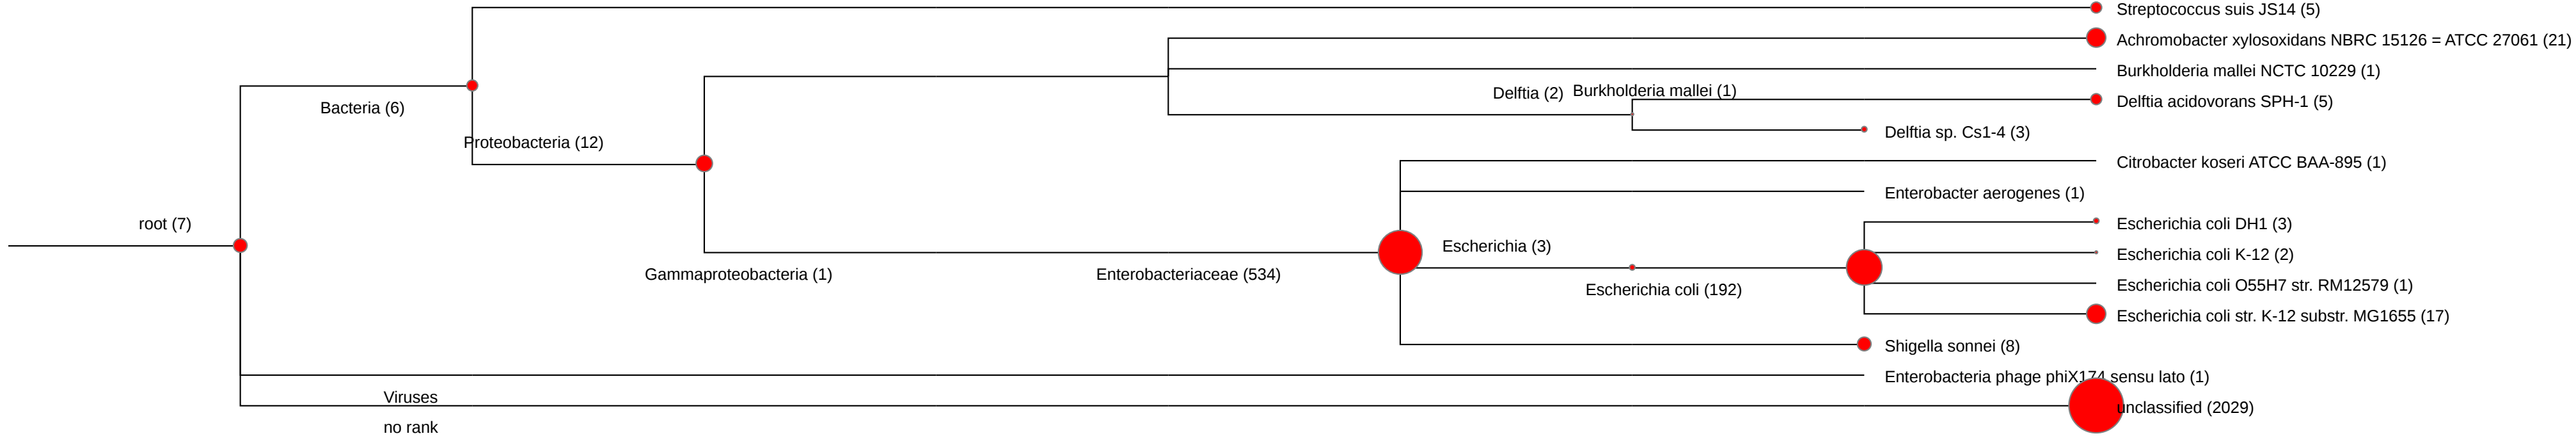 Streptococcus suis JS14 (5)
Achromobacter xylosoxidans NBRC 15126 = ATCC 27061 (21)
Burkholderia mallei NCTC 10229 (1)
Bacteria (6)
Delftia (2)
Burkholderia mallei (1)
Delftia acidovorans SPH-1 (5)
Proteobacteria (12)
Delftia sp. Cs1-4 (3)
Citrobacter koseri ATCC BAA-895 (1)
Enterobacter aerogenes (1)
root (7)
Escherichia (3)
Escherichia coli DH1 (3)
Escherichia coli K-12 (2)
Gammaproteobacteria (1)
Enterobacteriaceae (534)
Escherichia coli (192)
Escherichia coli O55H7 str. RM12579 (1)
Escherichia coli str. K-12 substr. MG1655 (17)
Shigella sonnei (8)
Enterobacteria phage phiX174 sensu lato (1)
Viruses
unclassified (2029)
no rank